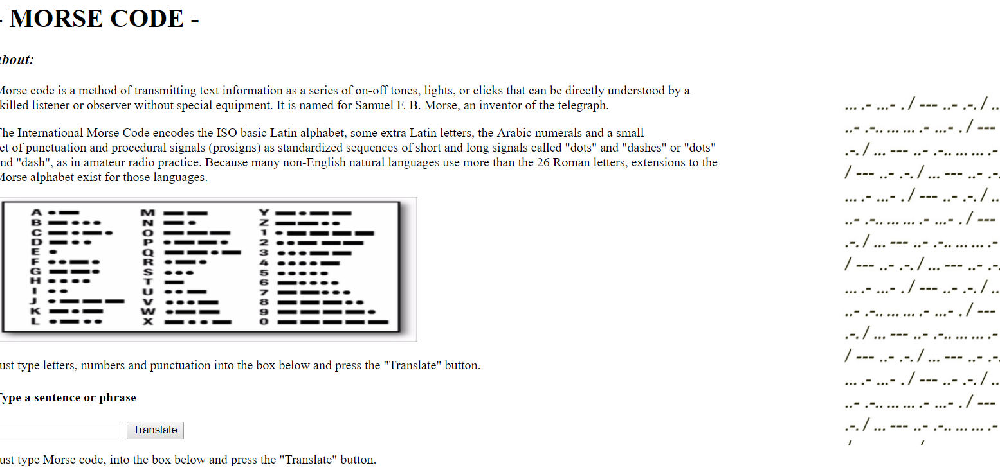 - MORSE CODE -
about:
Morse code is a method of transmitting text information as a series of on-off tones, lights, or clicks that can be directly understood by a
killed listener or observer without special equipment. It is named for Samuel F. B. Morse, an inventor of the telegraph.
The International Morse Code encodes the ISO basic Latin alphabet, some extra Latin letters, the Arabic numerals and a small
et of punctuation and procedural signals (prosigns) as standardized sequences of short and long signals called "dots" and "dashes" or "dots"
nd "dash", as in amateur radio practice. Because many non-English natural languages use more than the 26 Roman letters, extensions to the
Morse alphabet exist for those languages.
A .- M -- Y -.--
B -... N -. Z --..
C -.-. O --- 1 .----
D -.. P .--. 2 ..---
E . Q --.- 3 ...--
F ..-. R .-. 4 ....-
G --. S ... 5 .....
H .... T - 6 -....
I .. U ..- 7 --...
J .--- V ...- 8 ---..
K -.- W .-- 9 ----.
L .-.. X -..- 0 -----
ust type letters, numbers and punctuation into the box below and press the "Translate" button.
Type a sentence or phrase
Translate
ust type Morse code, into the box below and press the "Translate" button.
... .- ...- . / --- ..- .-. / ..
..- .-.. ... ... .- ...- . / ---
.-. / ... --- ..- .-.. ... ... .-
/ --- ..- .-. / ... --- ..- .-.
... .- ...- . / --- ..- .-. / ..
..- .-.. ... ... .- ...- . / ---
.-. / ... --- ..- .-.. ... ... .-
/ --- ..- .-. / ... --- ..- .-.
... .- ...- . / --- ..- .-. / ..
..- .-.. ... ... .- ...- . / ---
.-. / ... --- ..- .-.. ... ... .-
/ --- ..- .-. / ... --- ..- .-.
... .- ...- . / --- ..- .-. / ..
..- .-.. ... ... .- ...- . / ---
.-. / ... --- ..- .-.. ... ... .-